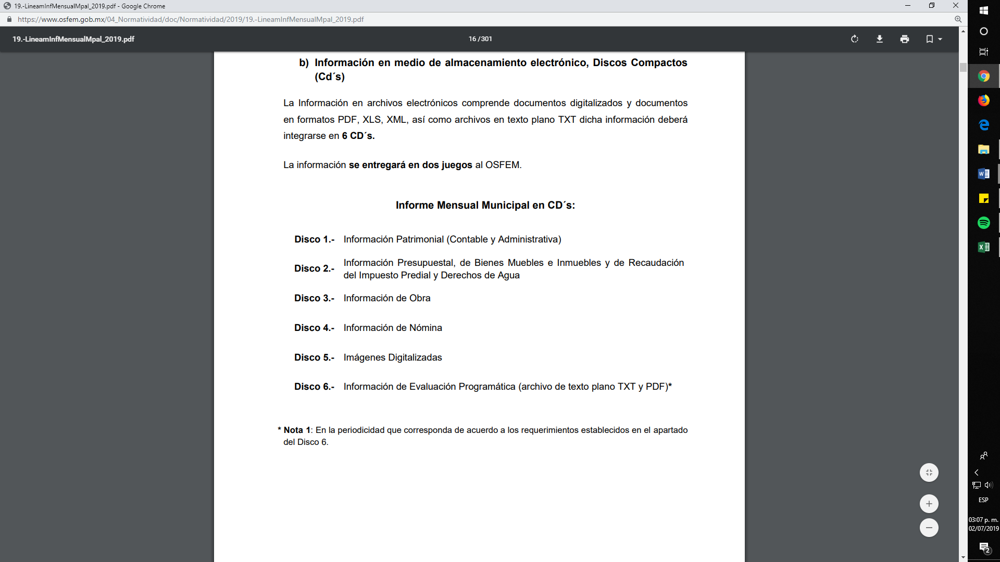 19.-LineamInfMensualMpal_2019.pdf - Google Chrome
https://www.osfem.gob.mx/04_Normatividad/doc/Normatividad/2019/19.-LineamInfMensualMpal_2019.pdf
19.-LineamInfMensualMpal_2019.pdf
16 / 301
b) Información en medio de almacenamiento electrónico, Discos Compactos
(Cd´s)
La Información en archivos electrónicos comprende documentos digitalizados y documentos
en formatos PDF, XLS, XML, así como archivos en texto plano TXT dicha información deberá
integrarse en 6 CD´s.
La información se entregará en dos juegos al OSFEM.
Informe Mensual Municipal en CD´s:
Disco 1.- Información Patrimonial (Contable y Administrativa)
Disco 2.- Información Presupuestal, de Bienes Muebles e Inmuebles y de Recaudación
del Impuesto Predial y Derechos de Agua
Disco 3.- Información de Obra
Disco 4.- Información de Nómina
Disco 5.- Imágenes Digitalizadas
Disco 6.- Información de Evaluación Programática (archivo de texto plano TXT y PDF)*
* Nota 1: En la periodicidad que corresponda de acuerdo a los requerimientos establecidos en el apartado
del Disco 6.
ESP
03:07 p. m.
02/07/2019
2